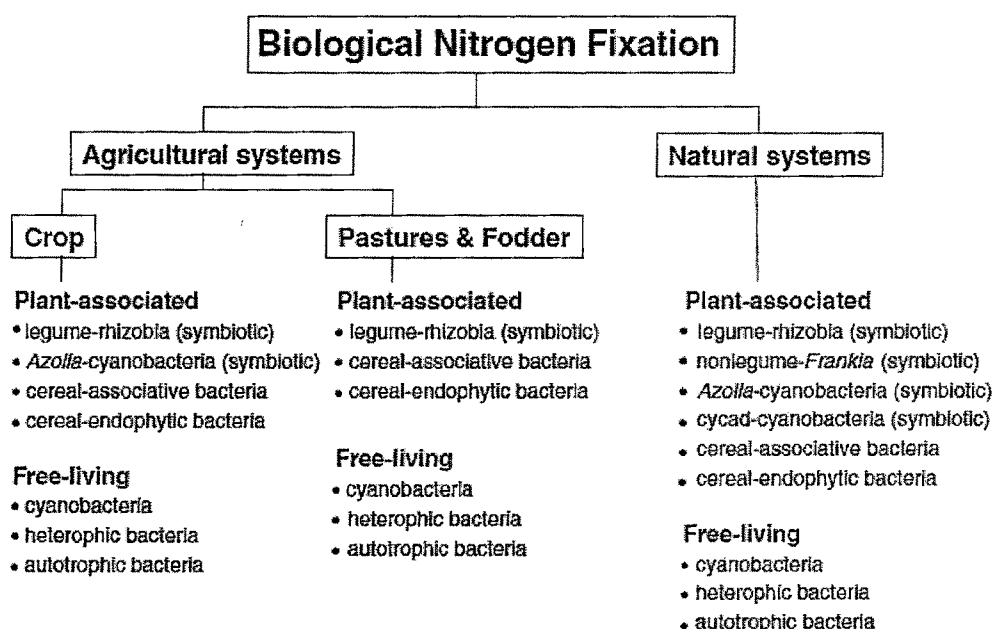 Biological Nitrogen Fixation
Agricultural systems
Natural systems
Crop
Pastures & Fodder
Plant-associated
• legume-rhizobia (symbiotic)
• Azolla-cyanobacteria (symbiotic)
• cereal-associative bacteria
• cereal-endophytic bacteria
Free-living
• cyanobacteria
• heterophic bacteria
• autotrophic bacteria
Plant-associated
• legume-rhizobia (symbiotic)
• cereal-associative bacteria
• cereal-endophytic bacteria
Free-living
• cyanobacteria
• heterophic bacteria
• autotrophic bacteria
Plant-associated
• legume-rhizobia (symbiotic)
• nonlegume-Frankia (symbiotic)
• Azolla-cyanobacteria (symbiotic)
• cycad-cyanobacteria (symbiotic)
• cereal-associative bacteria
• cereal-endophytic bacteria
Free-living
• cyanobacteria
• heterophic bacteria
• autotrophic bacteria